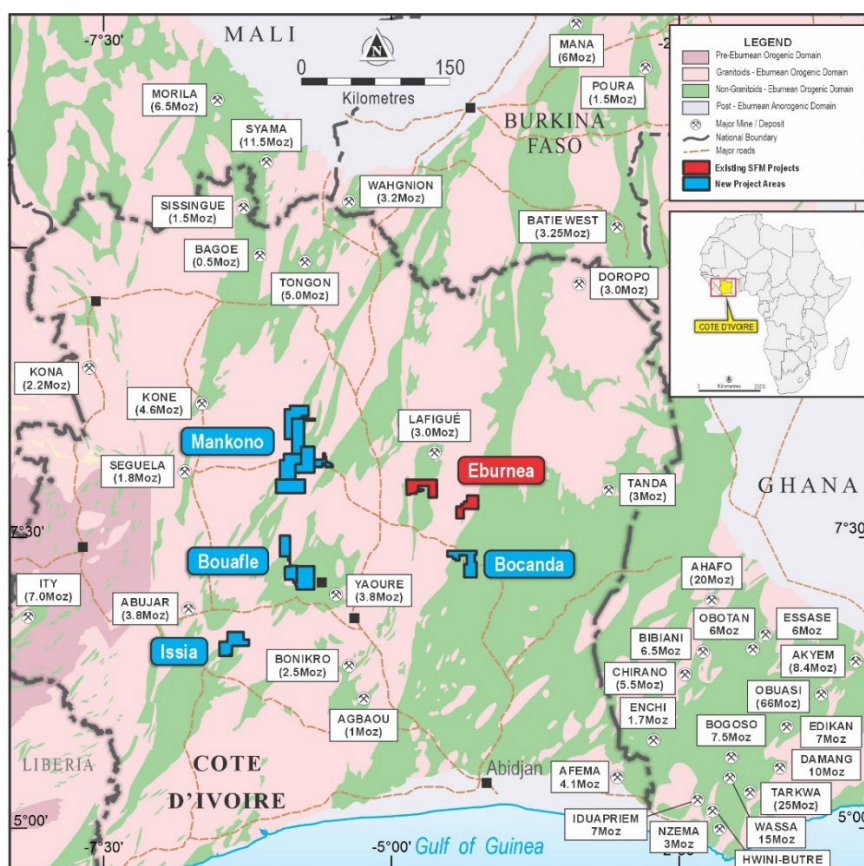 -7°30'
MALI
N
0
150
Kilometres
MANA
(6Moz)
POURA
(1.5Moz)
BURKINA
FASO
MORILA
(6.5Moz)
SYAMA
(11.5Moz)
SISSINGUE
(1.5Moz)
WAHGNION
(3.2Moz)
BAGOE
(0.5Moz)
TONGON
(5.0Moz)
BATIE WEST
(3.25Moz)
DOROPO
(3.0Moz)
LEGEND
Pre-Eburnean Orogenic Domain
Granitoids - Eburnean Orogenic Domain
Non-Granitoids - Eburnean Orogenic Domain
Post - Eburnean Anorogenic Domain
Major Mine / Deposit
National Boundary
Major roads
Existing SFM Projects
New Project Areas
COTE D'IVOIRE
Kilometres
N
0
KONA
(2.2Moz)
KONE
(4.6Moz)
Mankono
LAFIGUÉ
(3.0Moz)
SEGUELA
(1.8Moz)
Eburnea
TANDA
(3Moz)
GHANA
7°30'
7°30'
Bouafle
Bocanda
ITY
(7.0Moz)
ABUJAR
(3.8Moz)
YAOURE
(3.8Moz)
Issia
BONIKRO
(2.5Moz)
AGBAOU
(1Moz)
AHAFO
(20Moz)
OBOTAN
6Moz
ESSASE
6Moz
BIBIANI
6.5Moz
AKYEM
(8.4Moz)
CHIRANO
(5.5Moz)
OBUASI
(66Moz)
ENCHI
1.7Moz
BOGOSO
7.5Moz
EDIKAN
7Moz
DAMANG
10Moz
LIBERIA
COTE
D'IVOIRE
Abidjan
AFEMA
4.1Moz
TARKWA
(25Moz)
IDUAPRIEM
7Moz
WASSA
15Moz
NZEMA
3Moz
HWINI-BUTRE
5°00'
5°00'
-7°30'
-5°00'
Gulf of Guinea